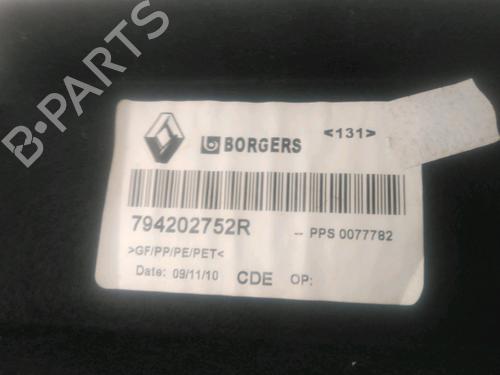 B-PARTS
BORGERS
<131>
794202752R
-- PPS 0077782
>GF/PP/PE/PET<
Date: 09/11/10 CDE OP: